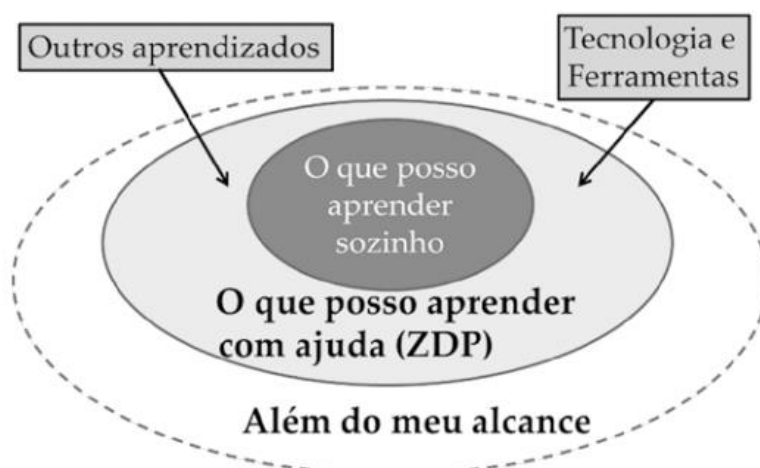 Outros aprendizados
Tecnologia e
Ferramentas
O que posso
aprender
sozinho
O que posso aprender
com ajuda (ZDP)
Além do meu alcance